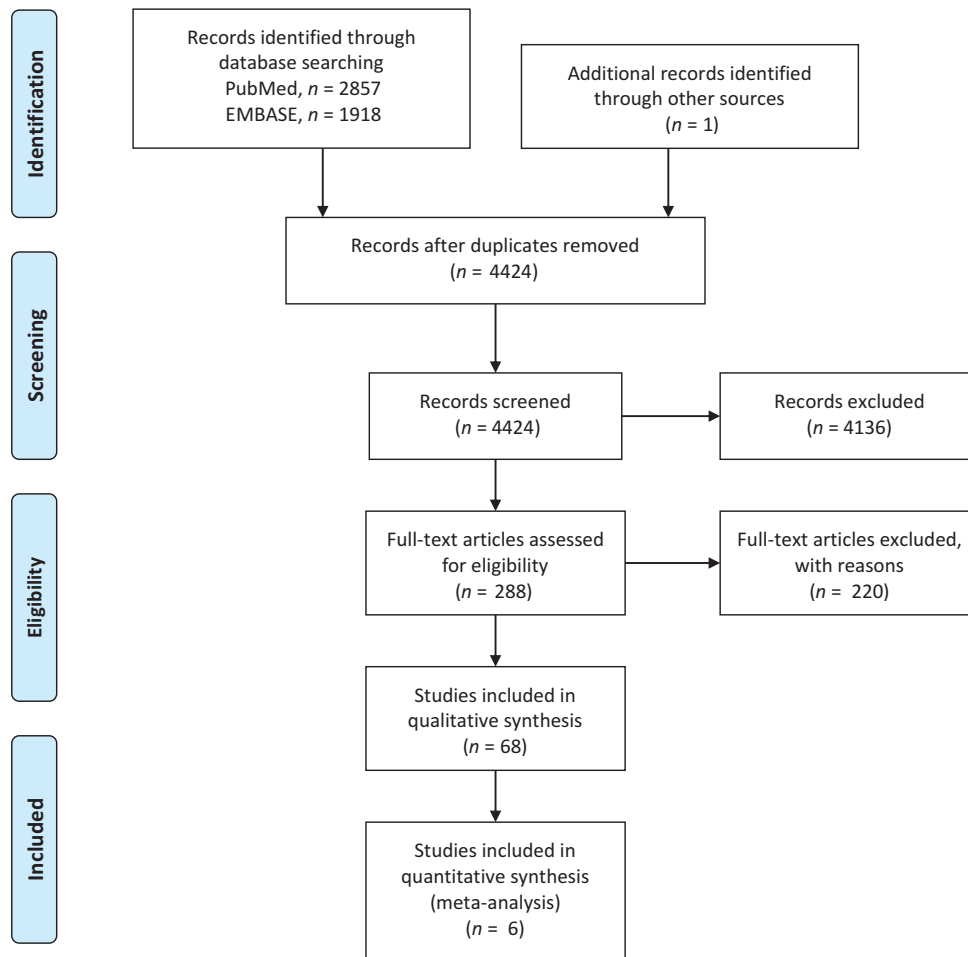 Identification
Records identified through
database searching
PubMed, n = 2857
EMBASE, n = 1918
Additional records identified
through other sources
(n = 1)
Records after duplicates removed
(n = 4424)
Screening
Records screened
(n = 4424)
Records excluded
(n = 4136)
Eligibility
Full-text articles assessed
for eligibility
(n = 288)
Full-text articles excluded,
with reasons
(n = 220)
Studies included in
qualitative synthesis
(n = 68)
Included
Studies included in
quantitative synthesis
(meta-analysis)
(n = 6)